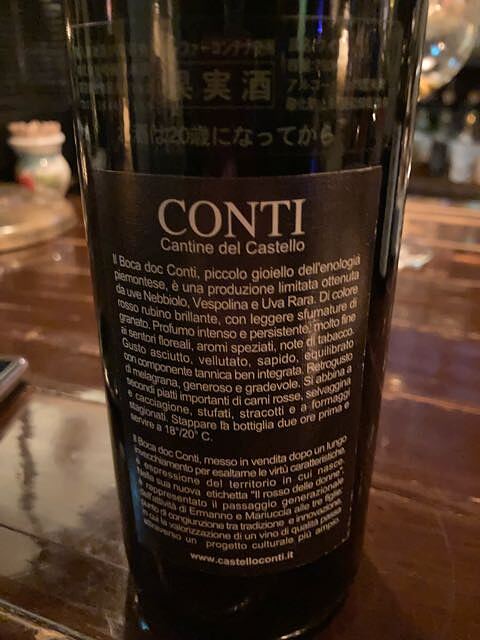 果実酒
20歳になってから
CONTI
Cantine del Castello
Il Boca doc Conti, piccolo gioiello dell'enologia
piemontese, è una produzione limitata ottenuta
da uve Nebbiolo, Vespolina e Uva Rara. Di colore
rosso rubino brillante, con leggere sfumature di
granato. Profumo intenso e persistente, molto fine
ai sentori floreali, aromi speziati, note di tabacco.
Gusto asciutto, vellutato, sapido, equilibrato
con componente tannica ben integrata. Retrogusto
di melagrana, generoso e gradevole. Si abbina a
secondi piatti importanti di carni rosse, selvaggina
e cacciagione, stufati, stracotti e a formaggi
stagionati. Stappare la bottiglia due ore prima e
servire a 18°/20° C.
Il Boca doc Conti, messo in vendita dopo un lungo
invecchiamento per esaltarne le virtù caratteristiche,
è espressione del territorio in cui nasce.
Nella sua nuova etichetta "Il rosso delle donne"
è rappresentato il passaggio generazionale
dell'attività di Ermanno e Mariuccia alle tre figlie,
punto di congiunzione tra tradizione e innovazione
in cui la valorizzazione di un vino di qualità passa
attraverso un progetto culturale più ampio.
www.castelloconti.it